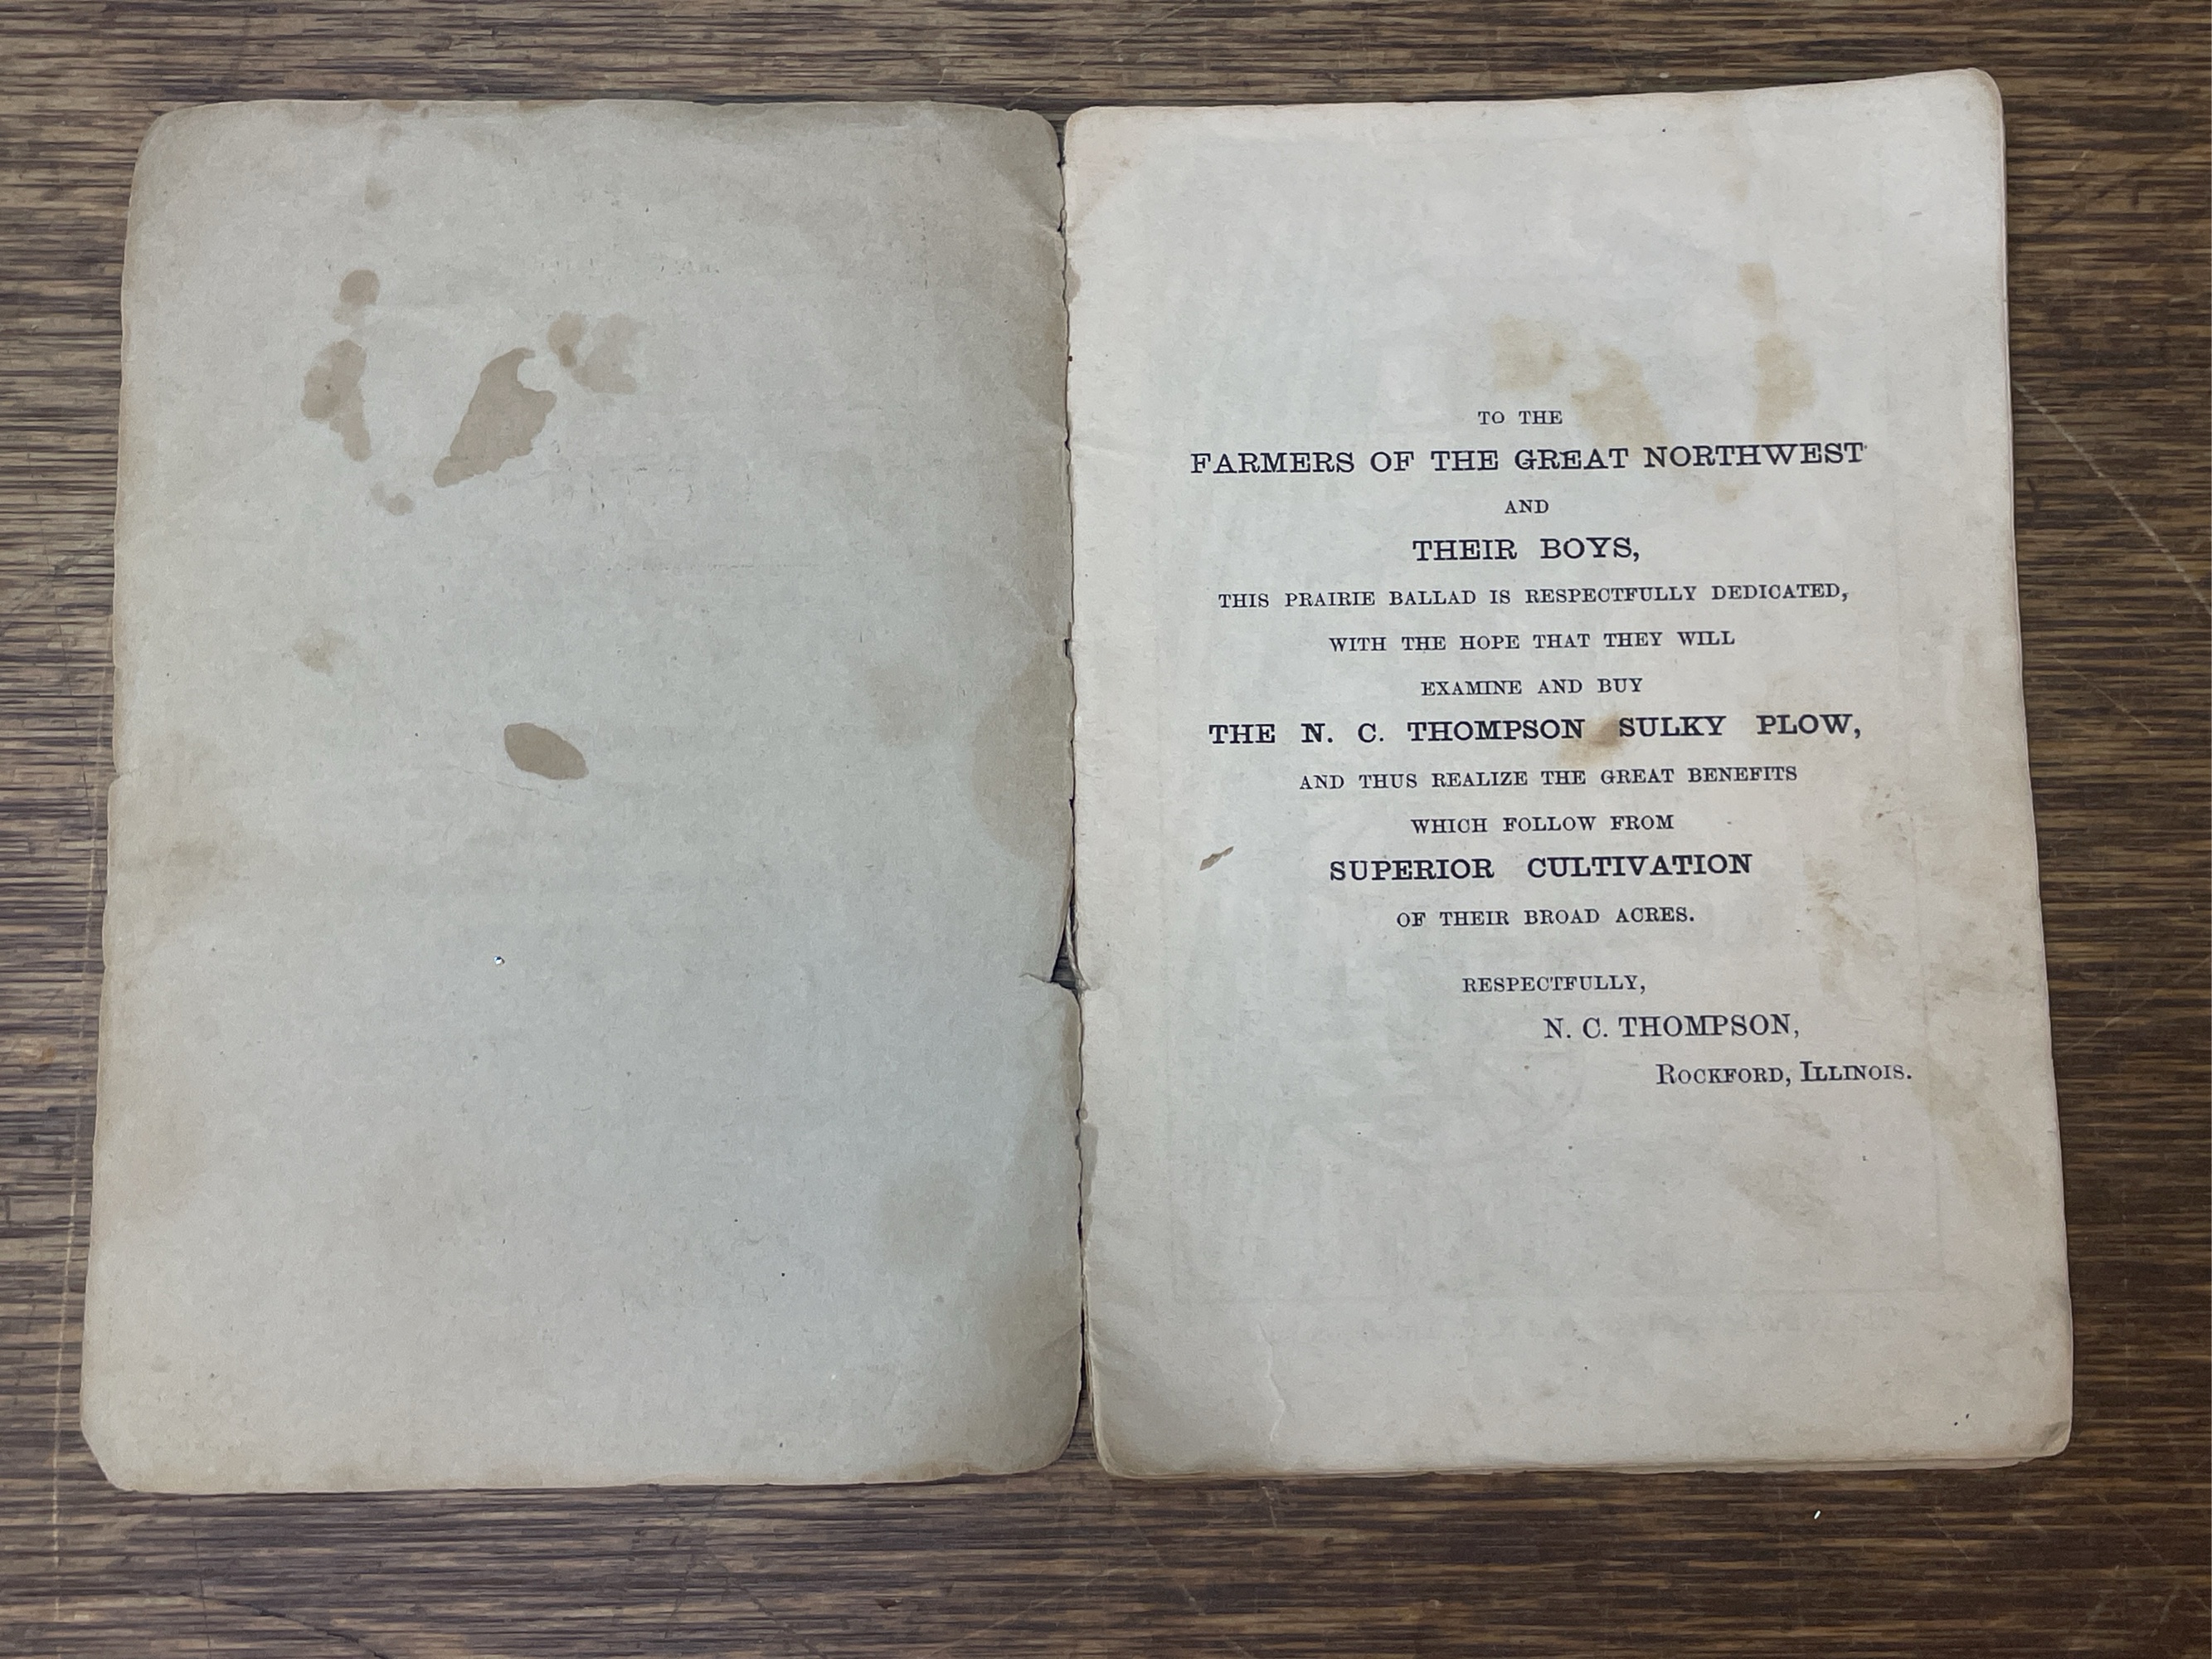 TO THE
FARMERS OF THE GREAT NORTHWEST
AND
THEIR BOYS,
THIS PRAIRIE BALLAD IS RESPECTFULLY DEDICATED,
WITH THE HOPE THAT THEY WILL
EXAMINE AND BUY
THE N. C. THOMPSON SULKY PLOW,
AND THUS REALIZE THE GREAT BENEFITS
WHICH FOLLOW FROM
SUPERIOR CULTIVATION
OF THEIR BROAD ACRES.
RESPECTFULLY,
N. C. THOMPSON,
ROCKFORD, ILLINOIS.